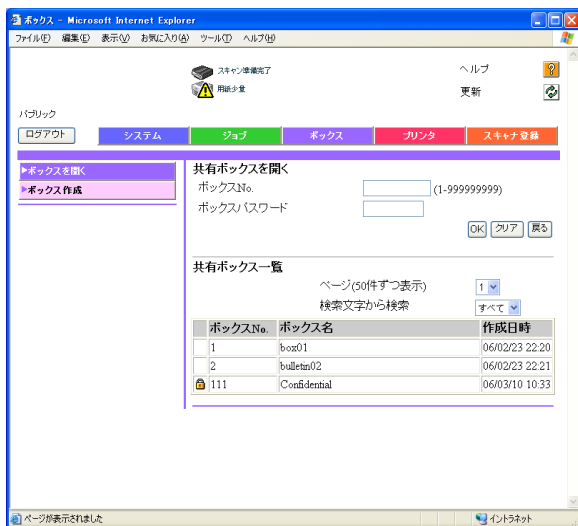 ボックス - Microsoft Internet Explorer
ファイル(F) 編集(E) 表示(V) お気に入り(A) ツール(T) ヘルプ(H)
スキャン準備完了
ヘルプ
用紙少量
更新
パブリック
ログアウト システム ジョブ ボックス プリンタ スキャナ登録
ボックスを開く
ボックス作成
共有ボックスを開く
ボックスNo. (1-999999999)
ボックスパスワード
OK クリア 戻る
共有ボックス一覧
ページ(50件ずつ表示) 1
検索文字から検索 すべて
ボックスNo. ボックス名 作成日時
1 box01 06/02/23 22:20
2 bulletin02 06/02/23 22:21
111 Confidential 06/03/10 10:33
ページが表示されました イントラネット